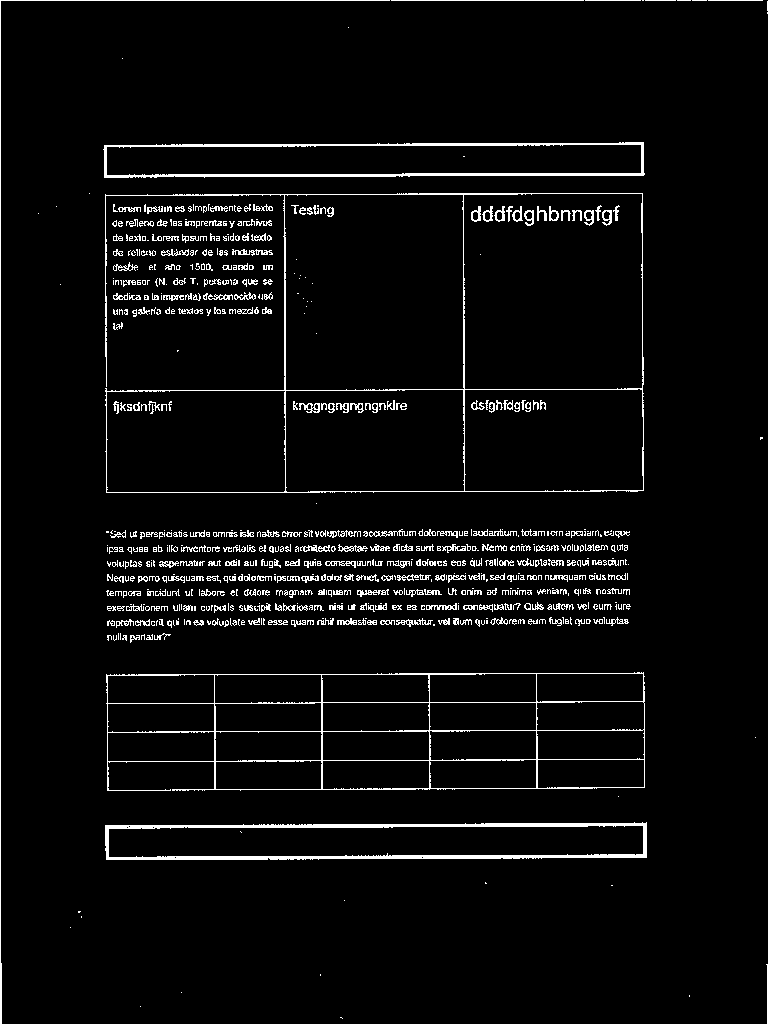 Lorem Ipsum es simplemente el texto
de relleno de las imprentas y archivos
de texto. Lorem Ipsum ha sido el texto
de relleno estándar de las industrias
desde el año 1500, cuando un
impresor (N. del T. persona que se
dedica a la imprenta) desconocido usó
una galería de textos y los mezcló de
tal
Testing
dddfdghbnngfgf
fjksdnfjknf
knggngngngngnklre
dsfghfdgfghh
"Sed ut perspiciatis unde omnis iste natus error sit voluptatem accusantium doloremque laudantium, totam rem aperiam, eaque
ipsa quae ab illo inventore veritatis et quasi architecto beatae vitae dicta sunt explicabo. Nemo enim ipsam voluptatem quia
voluptas sit aspernatur aut odit aut fugit, sed quia consequuntur magni dolores eos qui ratione voluptatem sequi nesciunt.
Neque porro quisquam est, qui dolorem ipsum quia dolor sit amet, consectetur, adipisci velit, sed quia non numquam eius modi
tempora incidunt ut labore et dolore magnam aliquam quaerat voluptatem. Ut enim ad minima veniam, quis nostrum
exercitationem ullam corporis suscipit laboriosam, nisi ut aliquid ex ea commodi consequatur? Quis autem vel eum iure
reprehenderit qui in ea voluptate velit esse quam nihil molestiae consequatur, vel illum qui dolorem eum fugiat quo voluptas
nulla pariatur?"